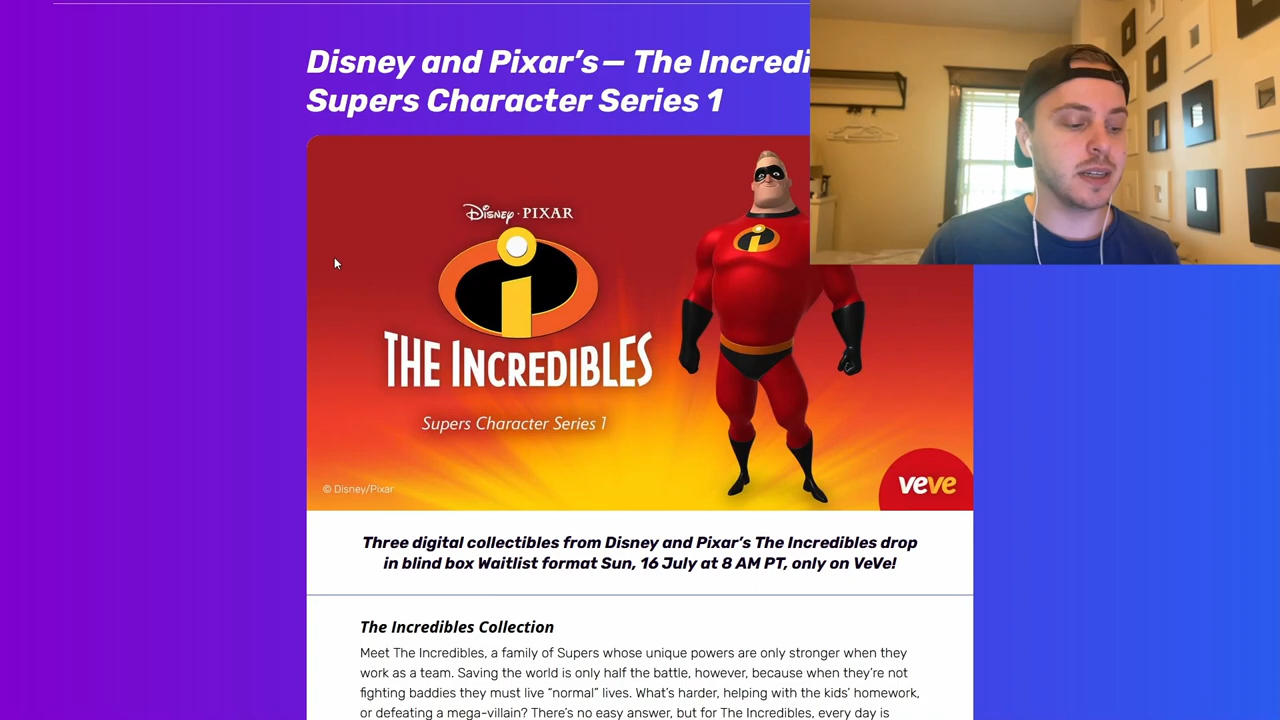 Disney and Pixar's — The Incredi
Supers Character Series 1
Disney · PIXAR
THE INCREDIBLES
Supers Character Series 1
© Disney/Pixar
veve
Three digital collectibles from Disney and Pixar's The Incredibles drop
in blind box Waitlist format Sun, 16 July at 8 AM PT, only on VeVe!
The Incredibles Collection
Meet The Incredibles, a family of Supers whose unique powers are only stronger when they
work as a team. Saving the world is only half the battle, however, because when they're not
fighting baddies they must live “normal” lives. What's harder, helping with the kids' homework,
or defeating a mega-villain? There's no easy answer, but for The Incredibles, every day is